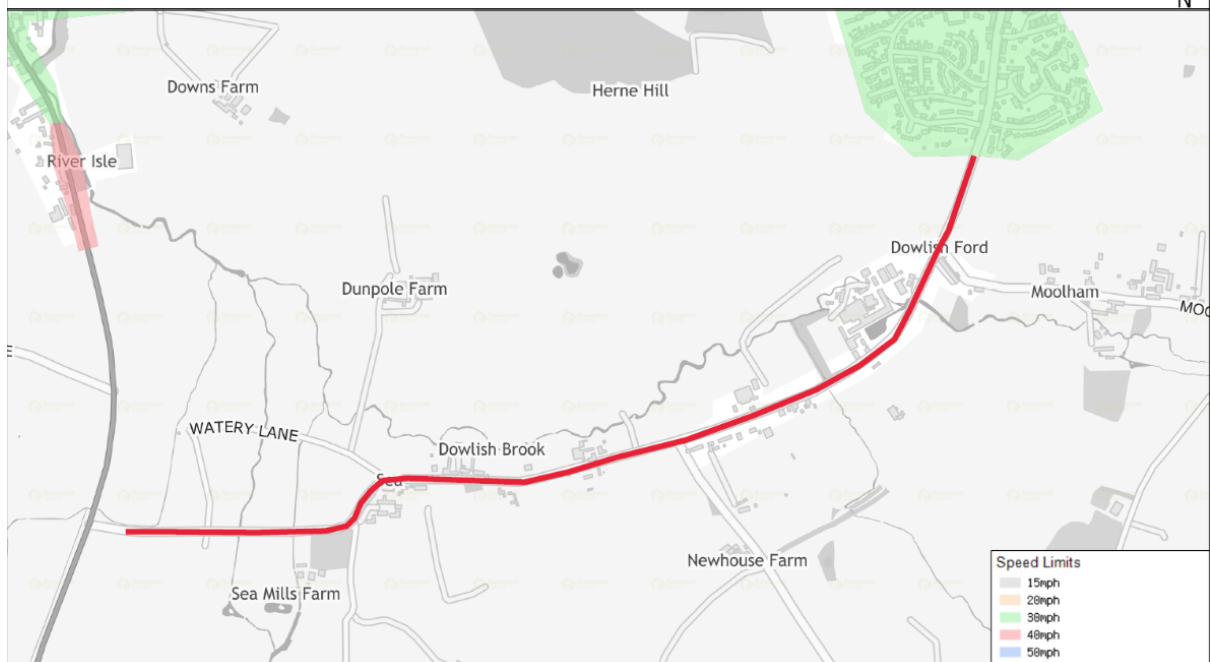 N
Downs Farm
Herne Hill
River Isle
Dowlish Ford
Dunpole Farm
Moolham
WATERY LANE
Dowlish Brook
Sea
Newhouse Farm
Sea Mills Farm
Speed Limits
15mph
20mph
30mph
40mph
50mph